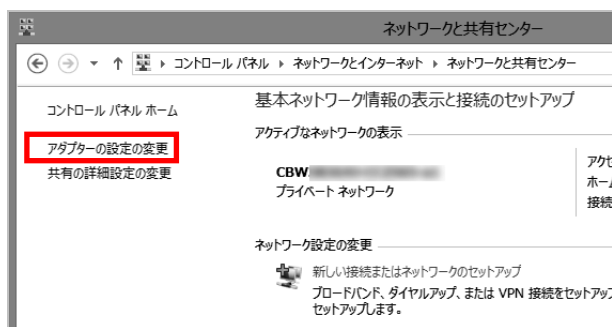 ネットワークと共有センター
コントロール パネル ネットワークとインターネット ネットワークと共有センター
コントロール パネル ホーム
アダプターの設定の変更
共有の詳細設定の変更
基本ネットワーク情報の表示と接続のセットアップ
アクティブなネットワークの表示
CBW
プライベート ネットワーク
アクセ
ホーム
接続
ネットワーク設定の変更
新しい接続またはネットワークのセットアップ
ブロードバンド、ダイヤルアップ、または VPN 接続をセットアップ
セットアップします。